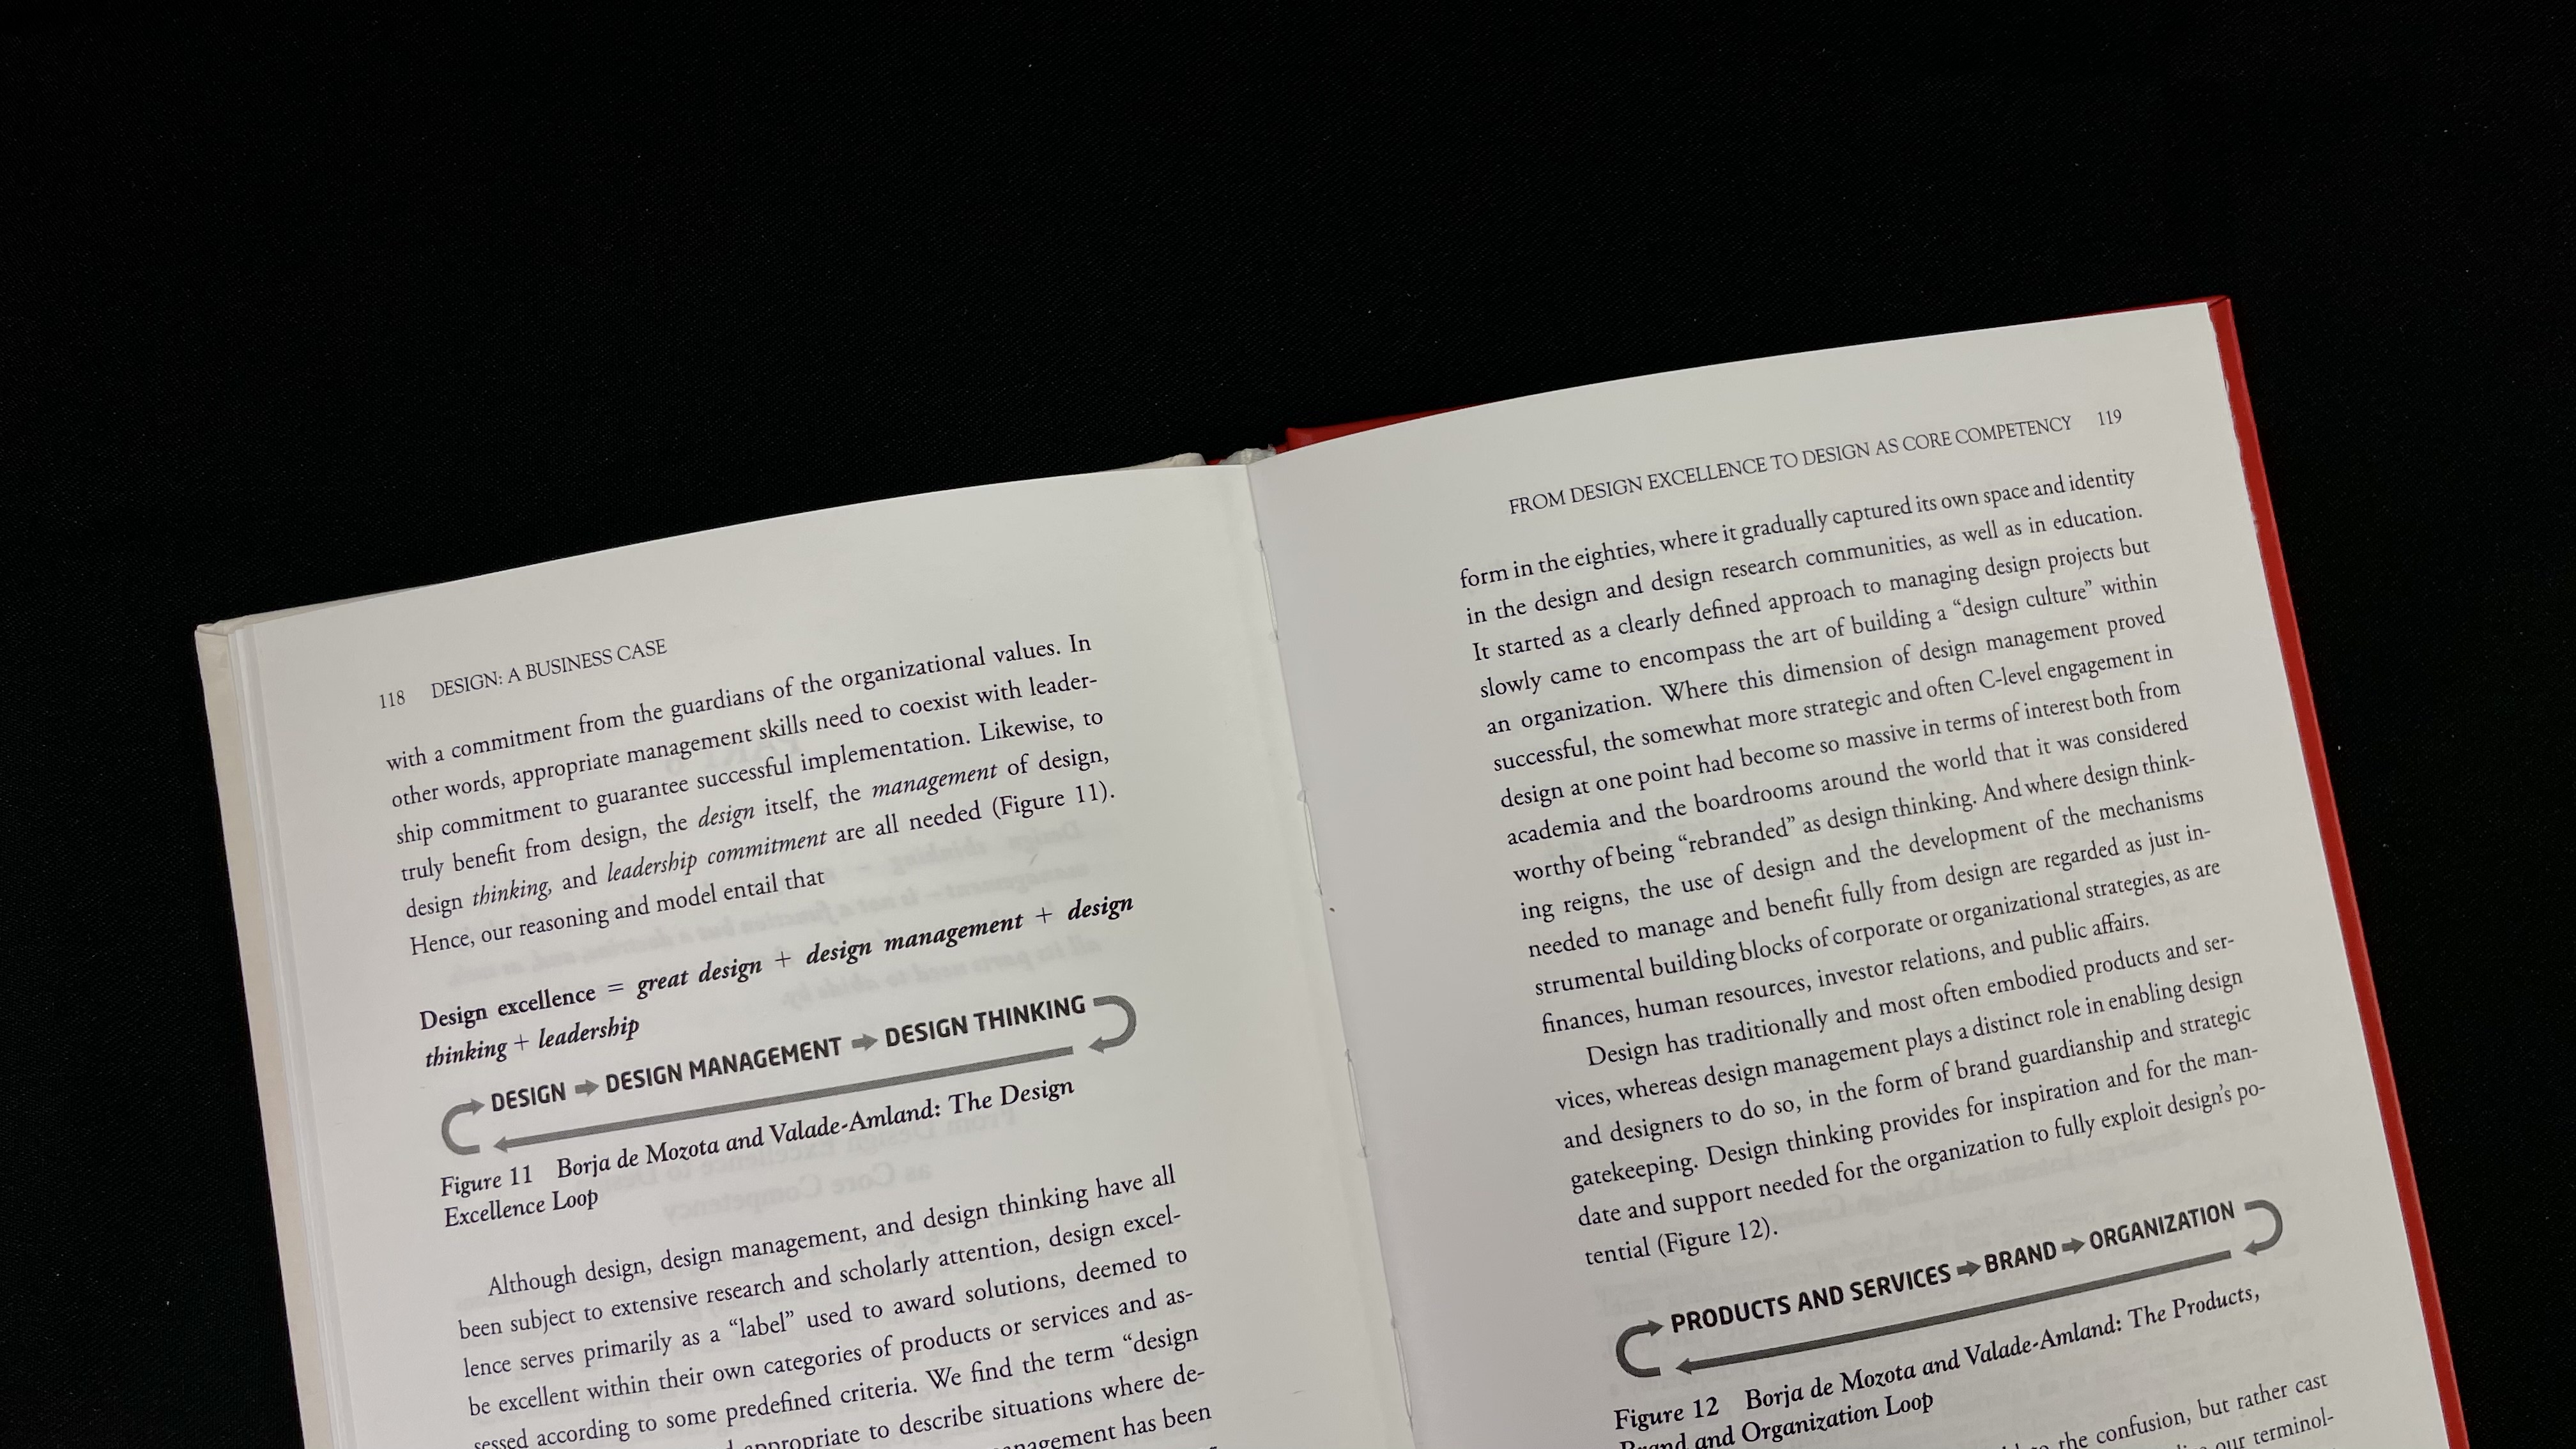 118 DESIGN: A BUSINESS CASE
with a commitment from the guardians of the organizational values. In
other words, appropriate management skills need to coexist with leader-
ship commitment to guarantee successful implementation. Likewise, to
truly benefit from design, the design itself, the management of design,
design thinking, and leadership commitment are all needed (Figure 11).
Hence, our reasoning and model entail that
Design excellence = great design + design management + design
thinking + leadership
DESIGN DESIGN MANAGEMENT DESIGN THINKING
Figure 11 Borja de Mozota and Valade-Amland: The Design
Excellence Loop
Although design, design management, and design thinking have all
been subject to extensive research and scholarly attention, design excel-
lence serves primarily as a “label” used to award solutions, deemed to
be excellent within their own categories of products or services and as-
sessed according to some predefined criteria. We find the term “design
appropriate to describe situations where de-
management has been
FROM DESIGN EXCELLENCE TO DESIGN AS CORE COMPETENCY 119
form in the eighties, where it gradually captured its own space and identity
in the design and design research communities, as well as in education.
It started as a clearly defined approach to managing design projects but
slowly came to encompass the art of building a “design culture” within
an organization. Where this dimension of design management proved
successful, the somewhat more strategic and often C-level engagement in
design at one point had become so massive in terms of interest both from
academia and the boardrooms around the world that it was considered
worthy of being “rebranded” as design thinking. And where design think-
ing reigns, the use of design and the development of the mechanisms
needed to manage and benefit fully from design are regarded as just in-
strumental building blocks of corporate or organizational strategies, as are
finances, human resources, investor relations, and public affairs.
Design has traditionally and most often embodied products and ser-
vices, whereas design management plays a distinct role in enabling design
and designers to do so, in the form of brand guardianship and strategic
gatekeeping. Design thinking provides for inspiration and for the man-
date and support needed for the organization to fully exploit design’s po-
tential (Figure 12).
PRODUCTS AND SERVICES BRAND ORGANIZATION
Figure 12 Borja de Mozota and Valade-Amland: The Products,
Brand and Organization Loop
the confusion, but rather cast
our terminol-